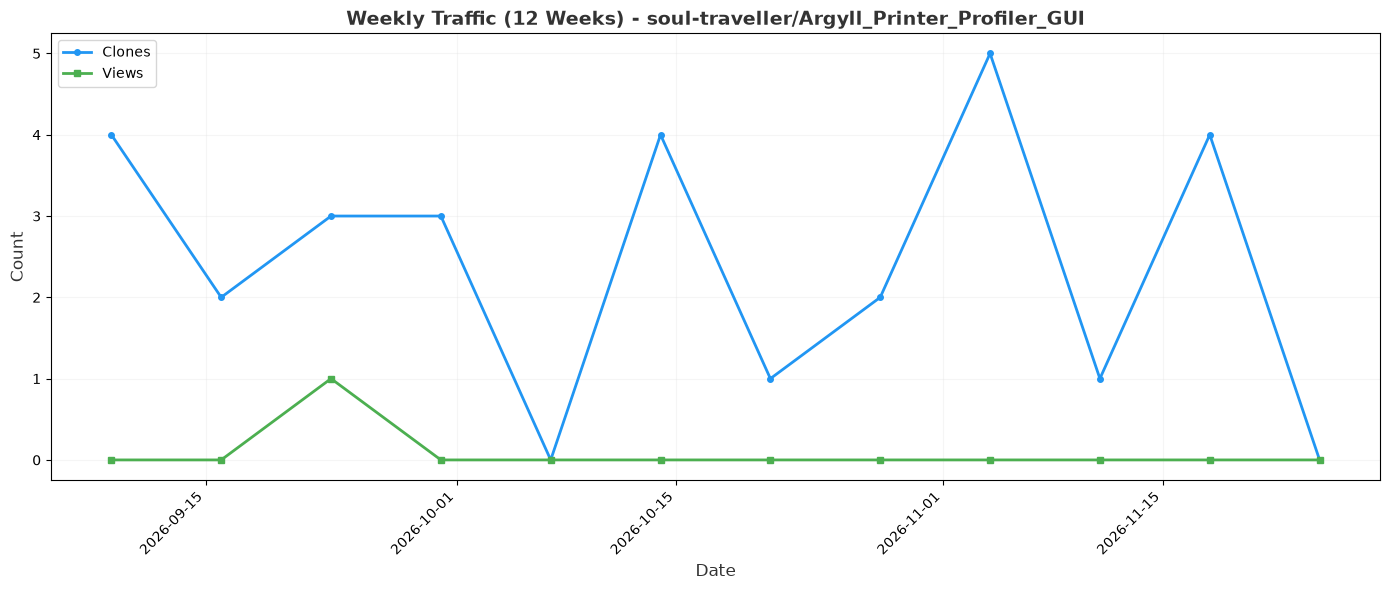 Weekly Traffic (12 Weeks) - soul-traveller/Argyll_Printer_Profiler_GUI
Clones
Views
Count
5
4
3
2
1
0
2026-09-15
2026-10-01
2026-10-15
2026-11-01
2026-11-15
Date